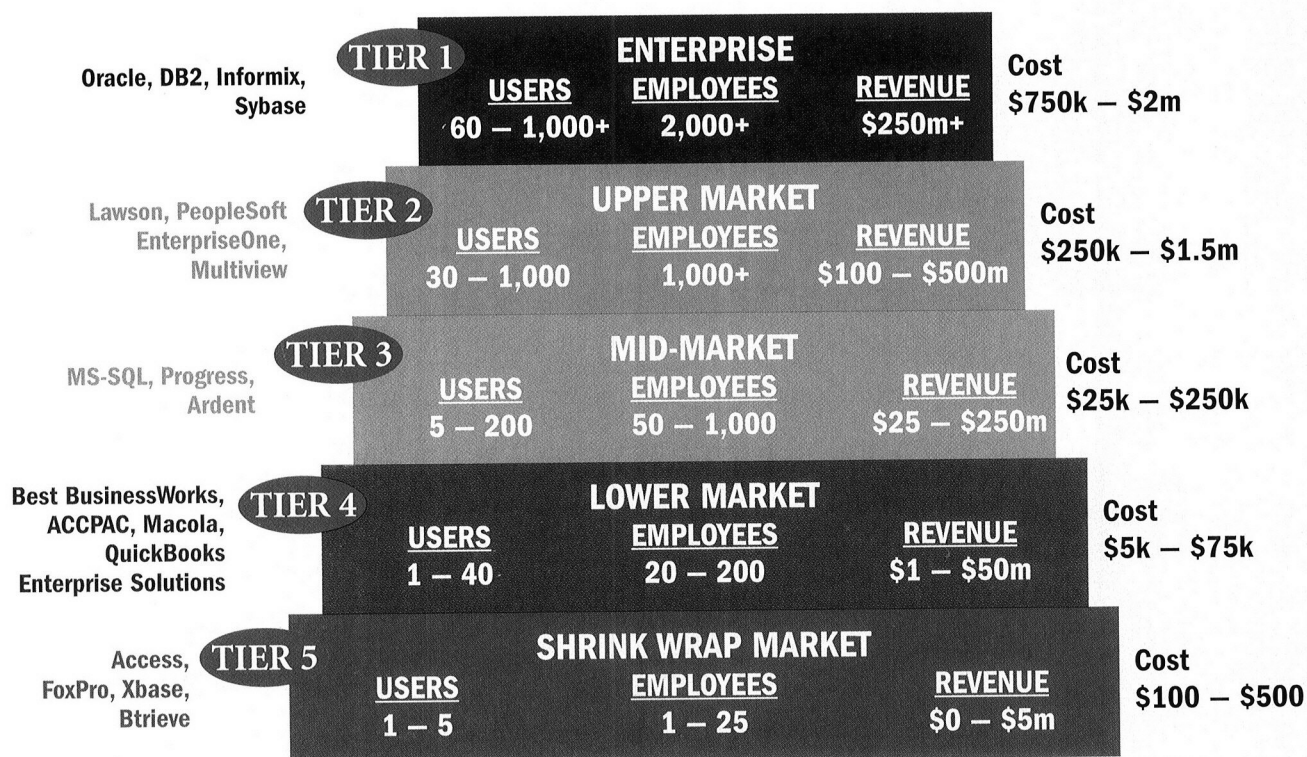 TIER 1
ENTERPRISE
Oracle, DB2, Informix,
Sybase
USERS EMPLOYEES REVENUE
60 – 1,000+ 2,000+ $250m+
Cost
$750k – $2m
TIER 2
UPPER MARKET
Lawson, PeopleSoft
EnterpriseOne,
Multiview
USERS EMPLOYEES REVENUE
30 – 1,000 1,000+ $100 – $500m
Cost
$250k – $1.5m
TIER 3
MID-MARKET
MS-SQL, Progress,
Ardent
USERS EMPLOYEES REVENUE
5 – 200 50 – 1,000 $25 – $250m
Cost
$25k – $250k
TIER 4
LOWER MARKET
Best BusinessWorks,
ACCPAC, Macola,
QuickBooks
Enterprise Solutions
USERS EMPLOYEES REVENUE
1 – 40 20 – 200 $1 – $50m
Cost
$5k – $75k
TIER 5
SHRINK WRAP MARKET
Access,
FoxPro, Xbase,
Btrieve
USERS EMPLOYEES REVENUE
1 – 5 1 – 25 $0 – $5m
Cost
$100 – $500